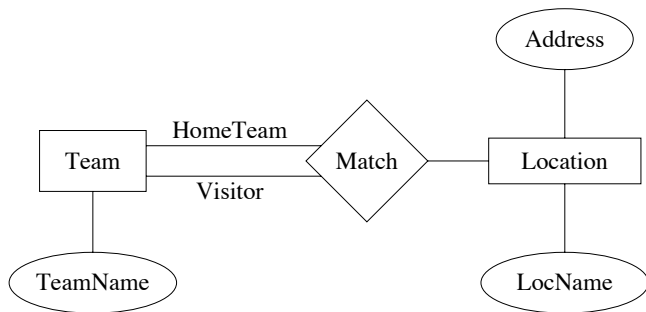 Address
HomeTeam
Team
Match
Location
Visitor
TeamName
LocName